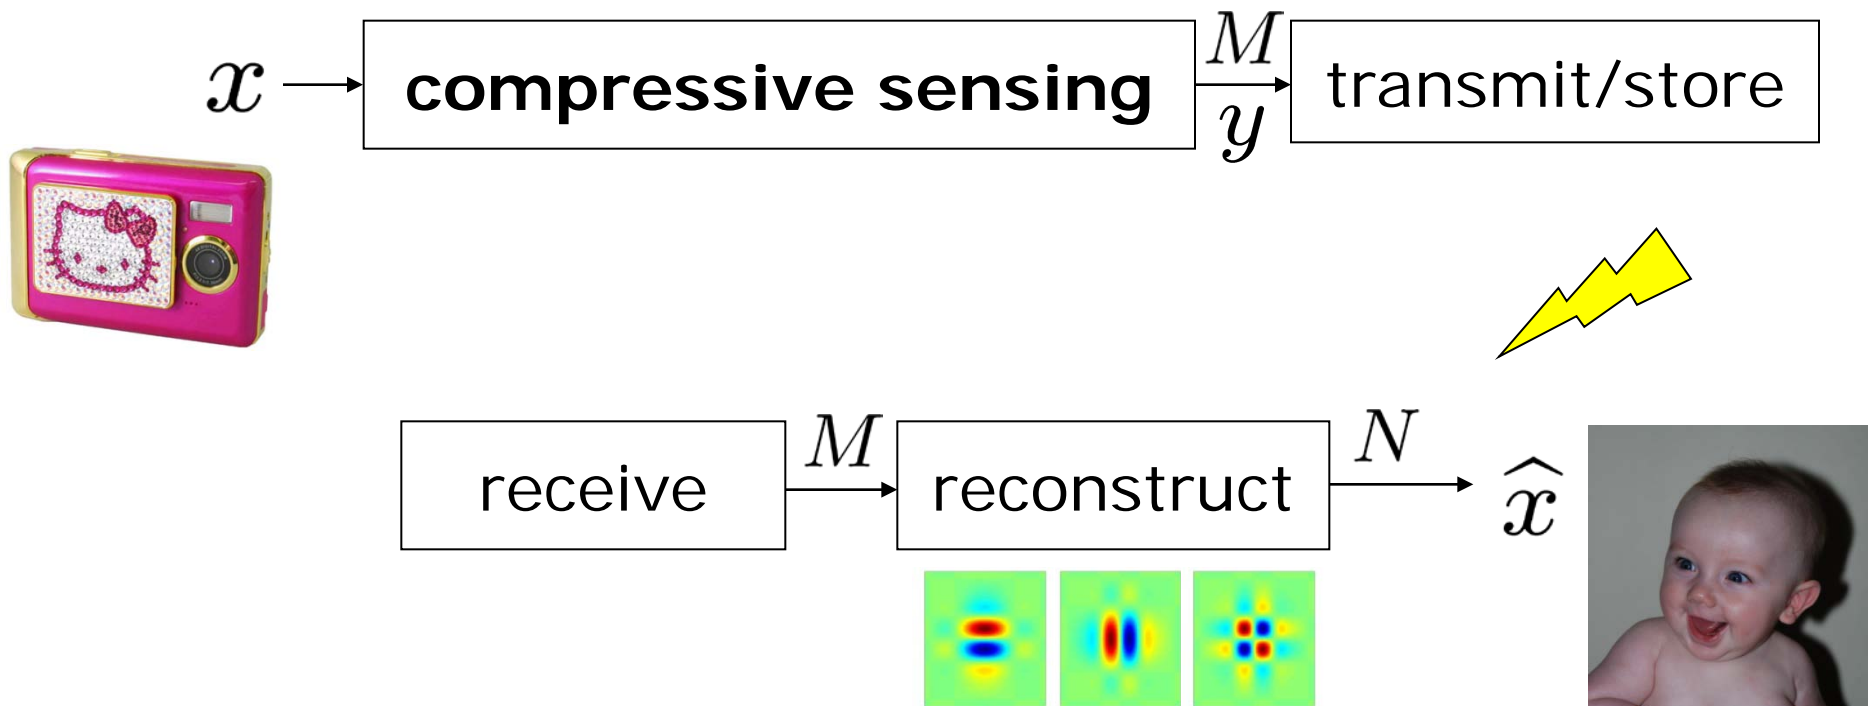 M
x compressive sensing transmit/store
y
M N
receive reconstruct x̂